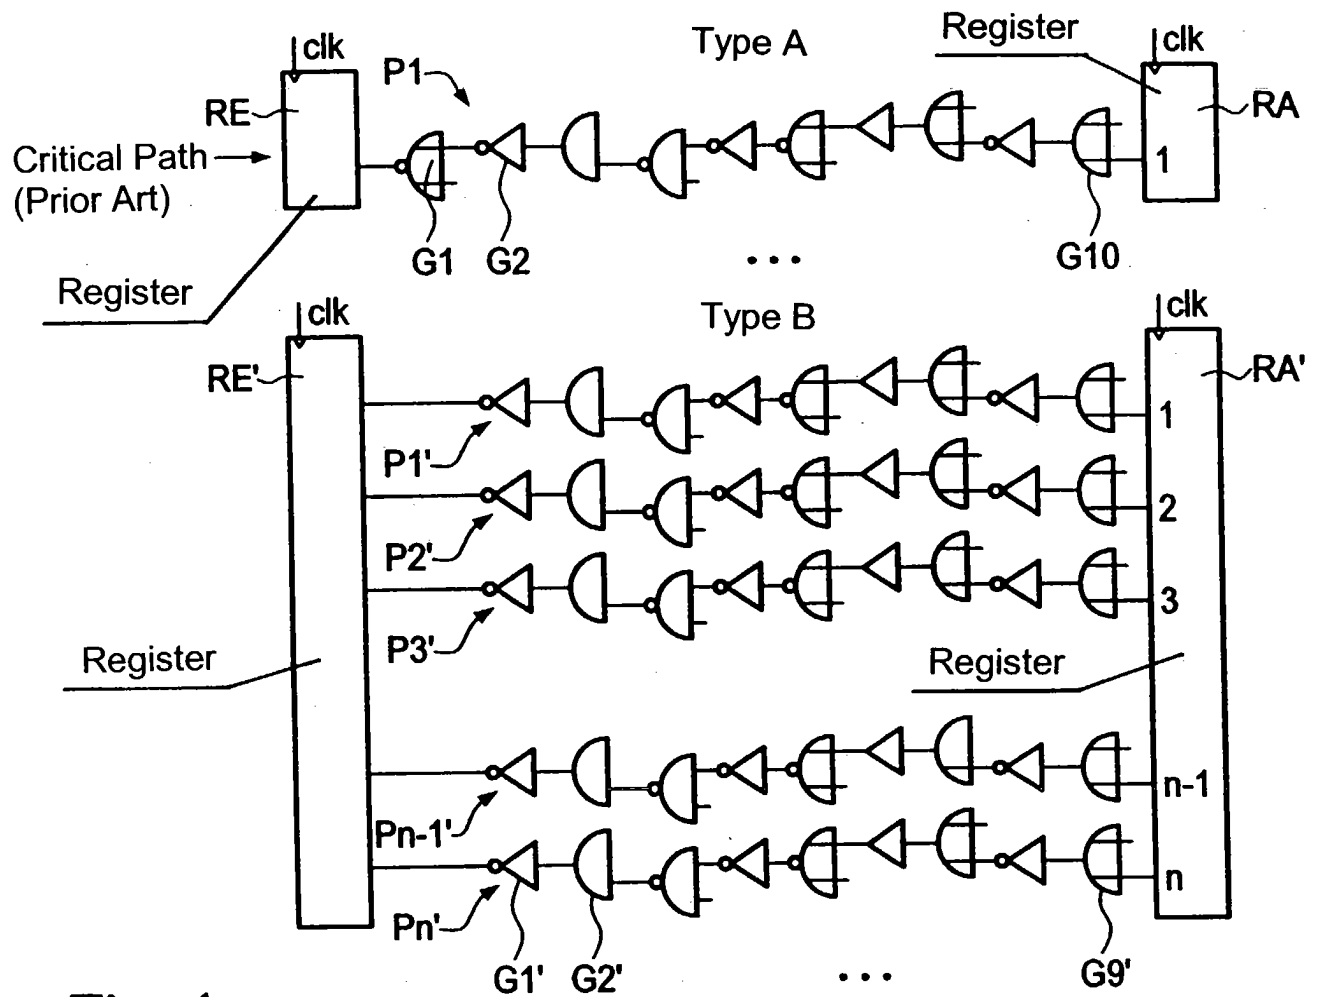 Type A
Register
clk
clk
P1
RE
RA
Critical Path
(Prior Art)
1
G1
G2
G10
...
Register
clk
Type B
clk
RE'
RA'
1
P1'
2
P2'
3
P3'
Register
Register
n-1
Pn-1'
n
Pn'
G1'
G2'
G9'
...